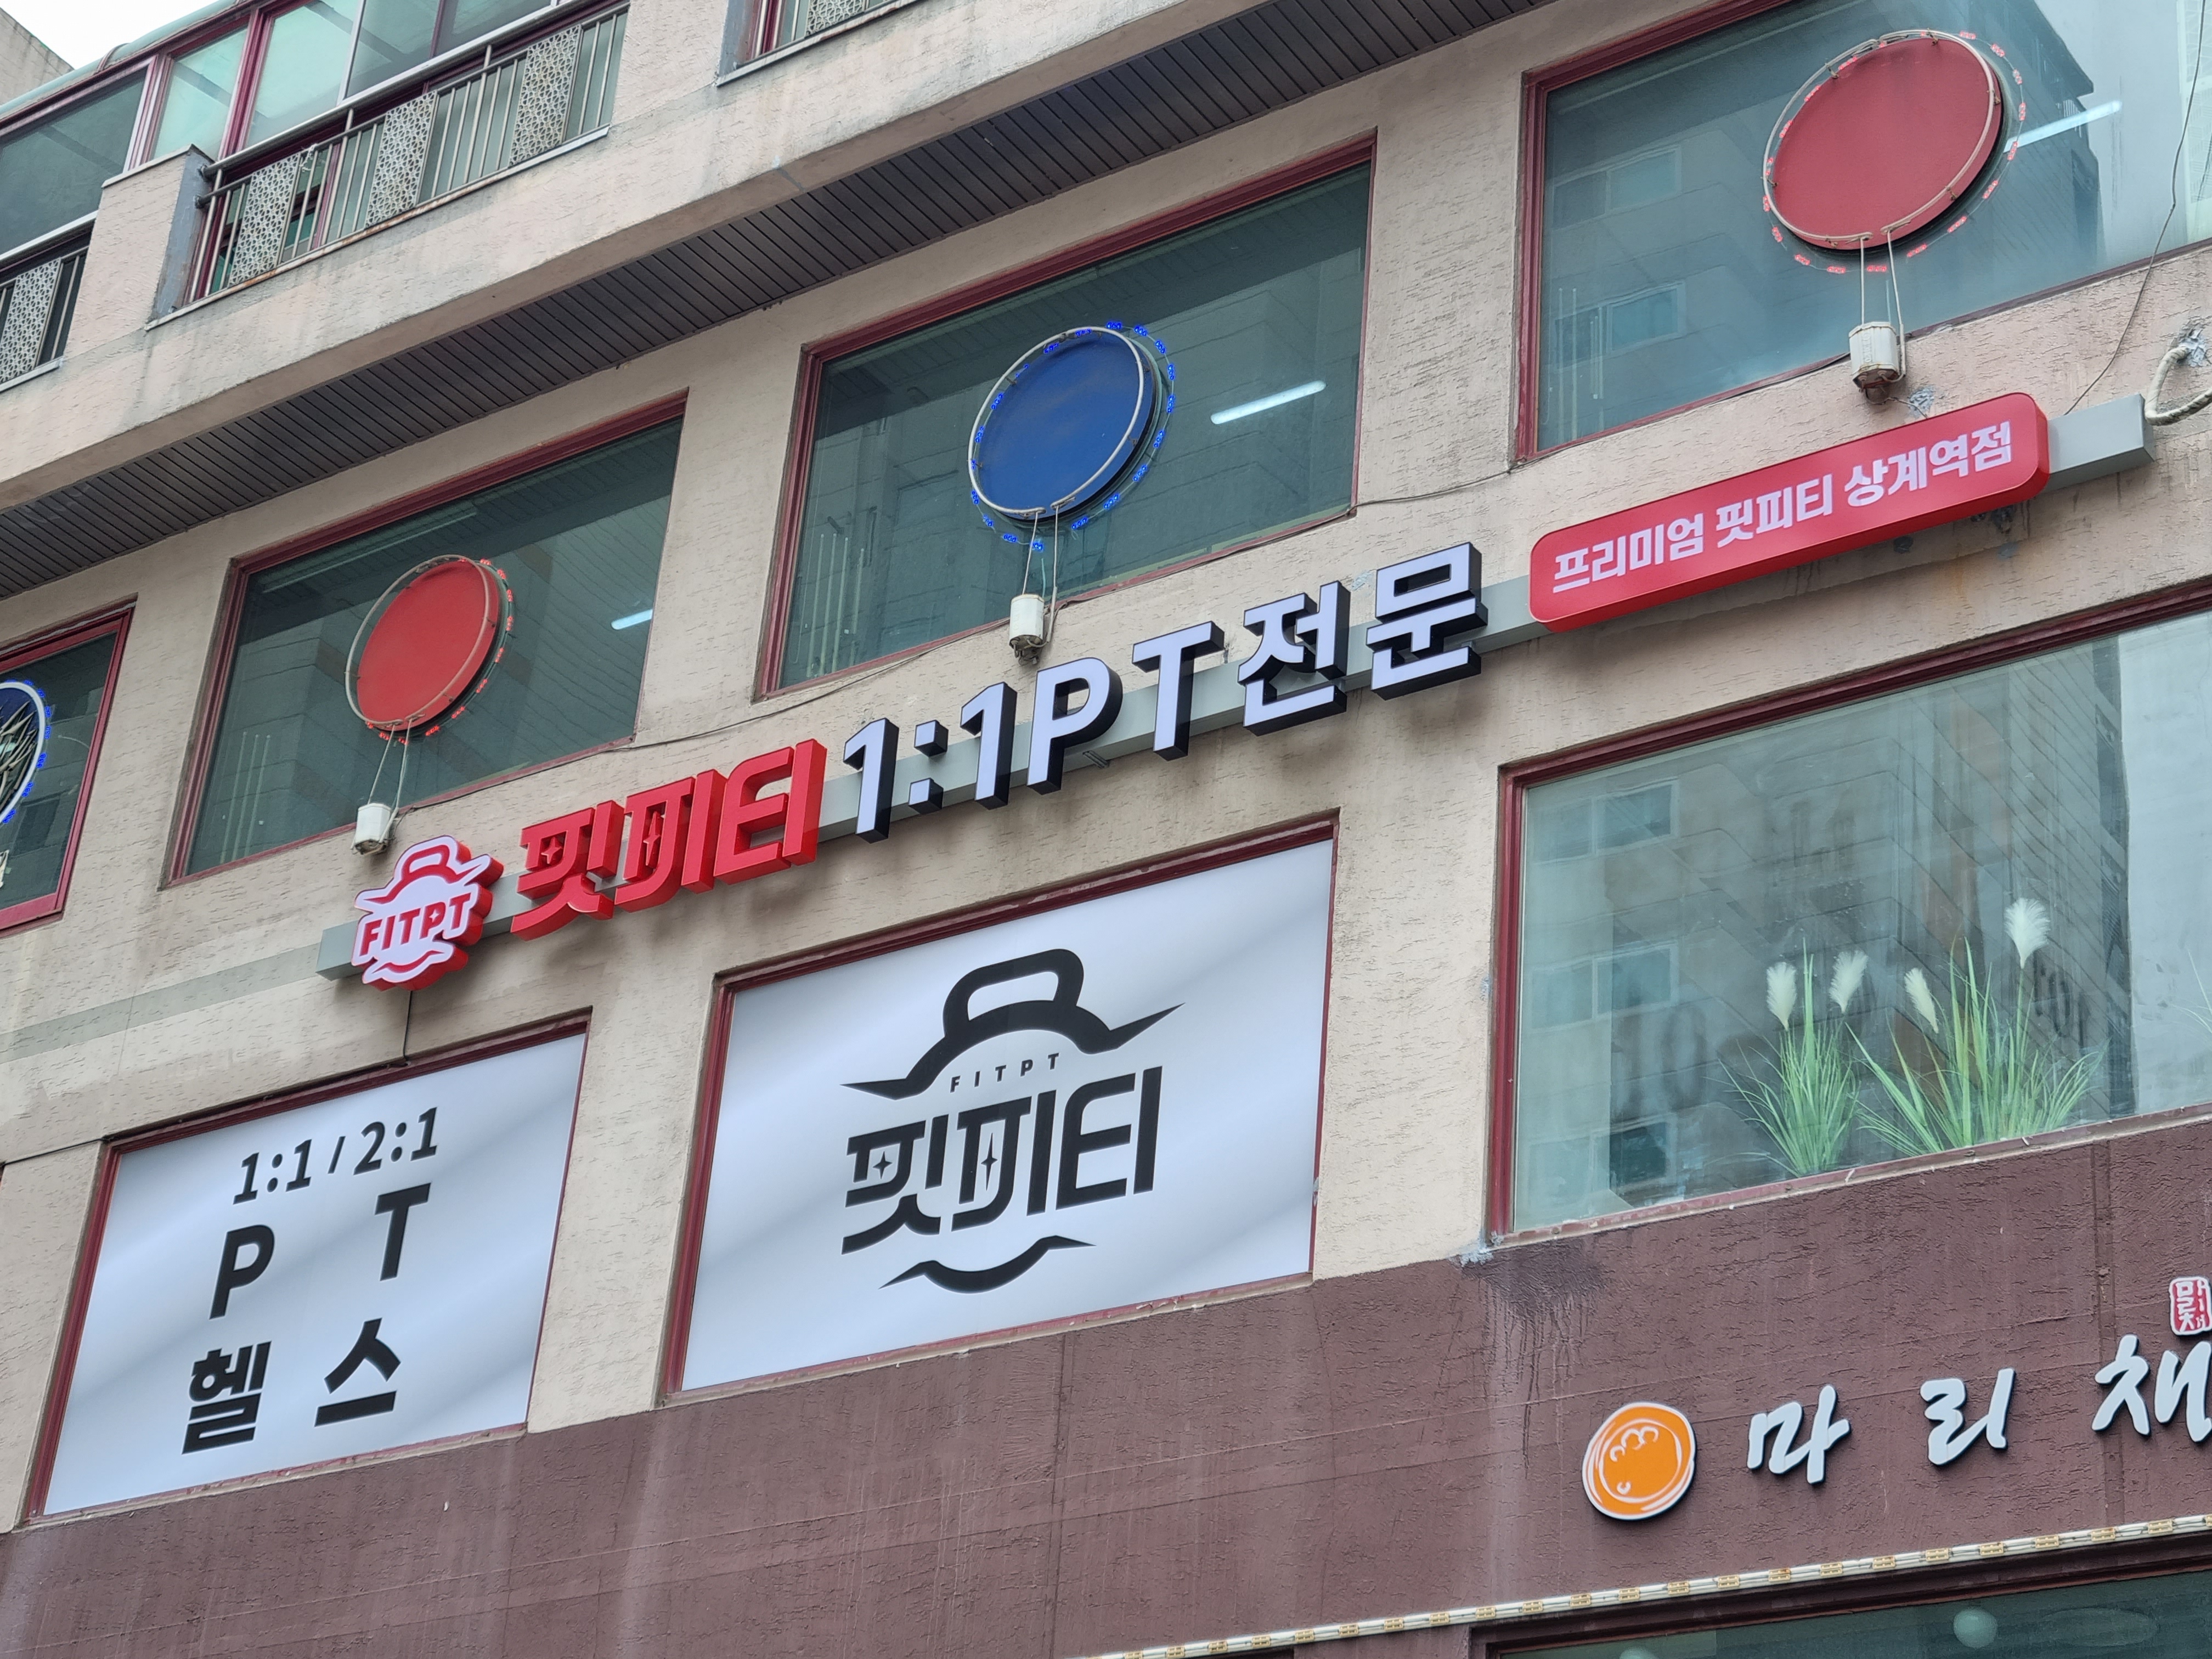 프리미엄 핏피티 상계역점
FITPT 핏피티 1:1PT전문
1:1 / 2:1
P T
헬 스
FITPT
핏피티
마 리 채